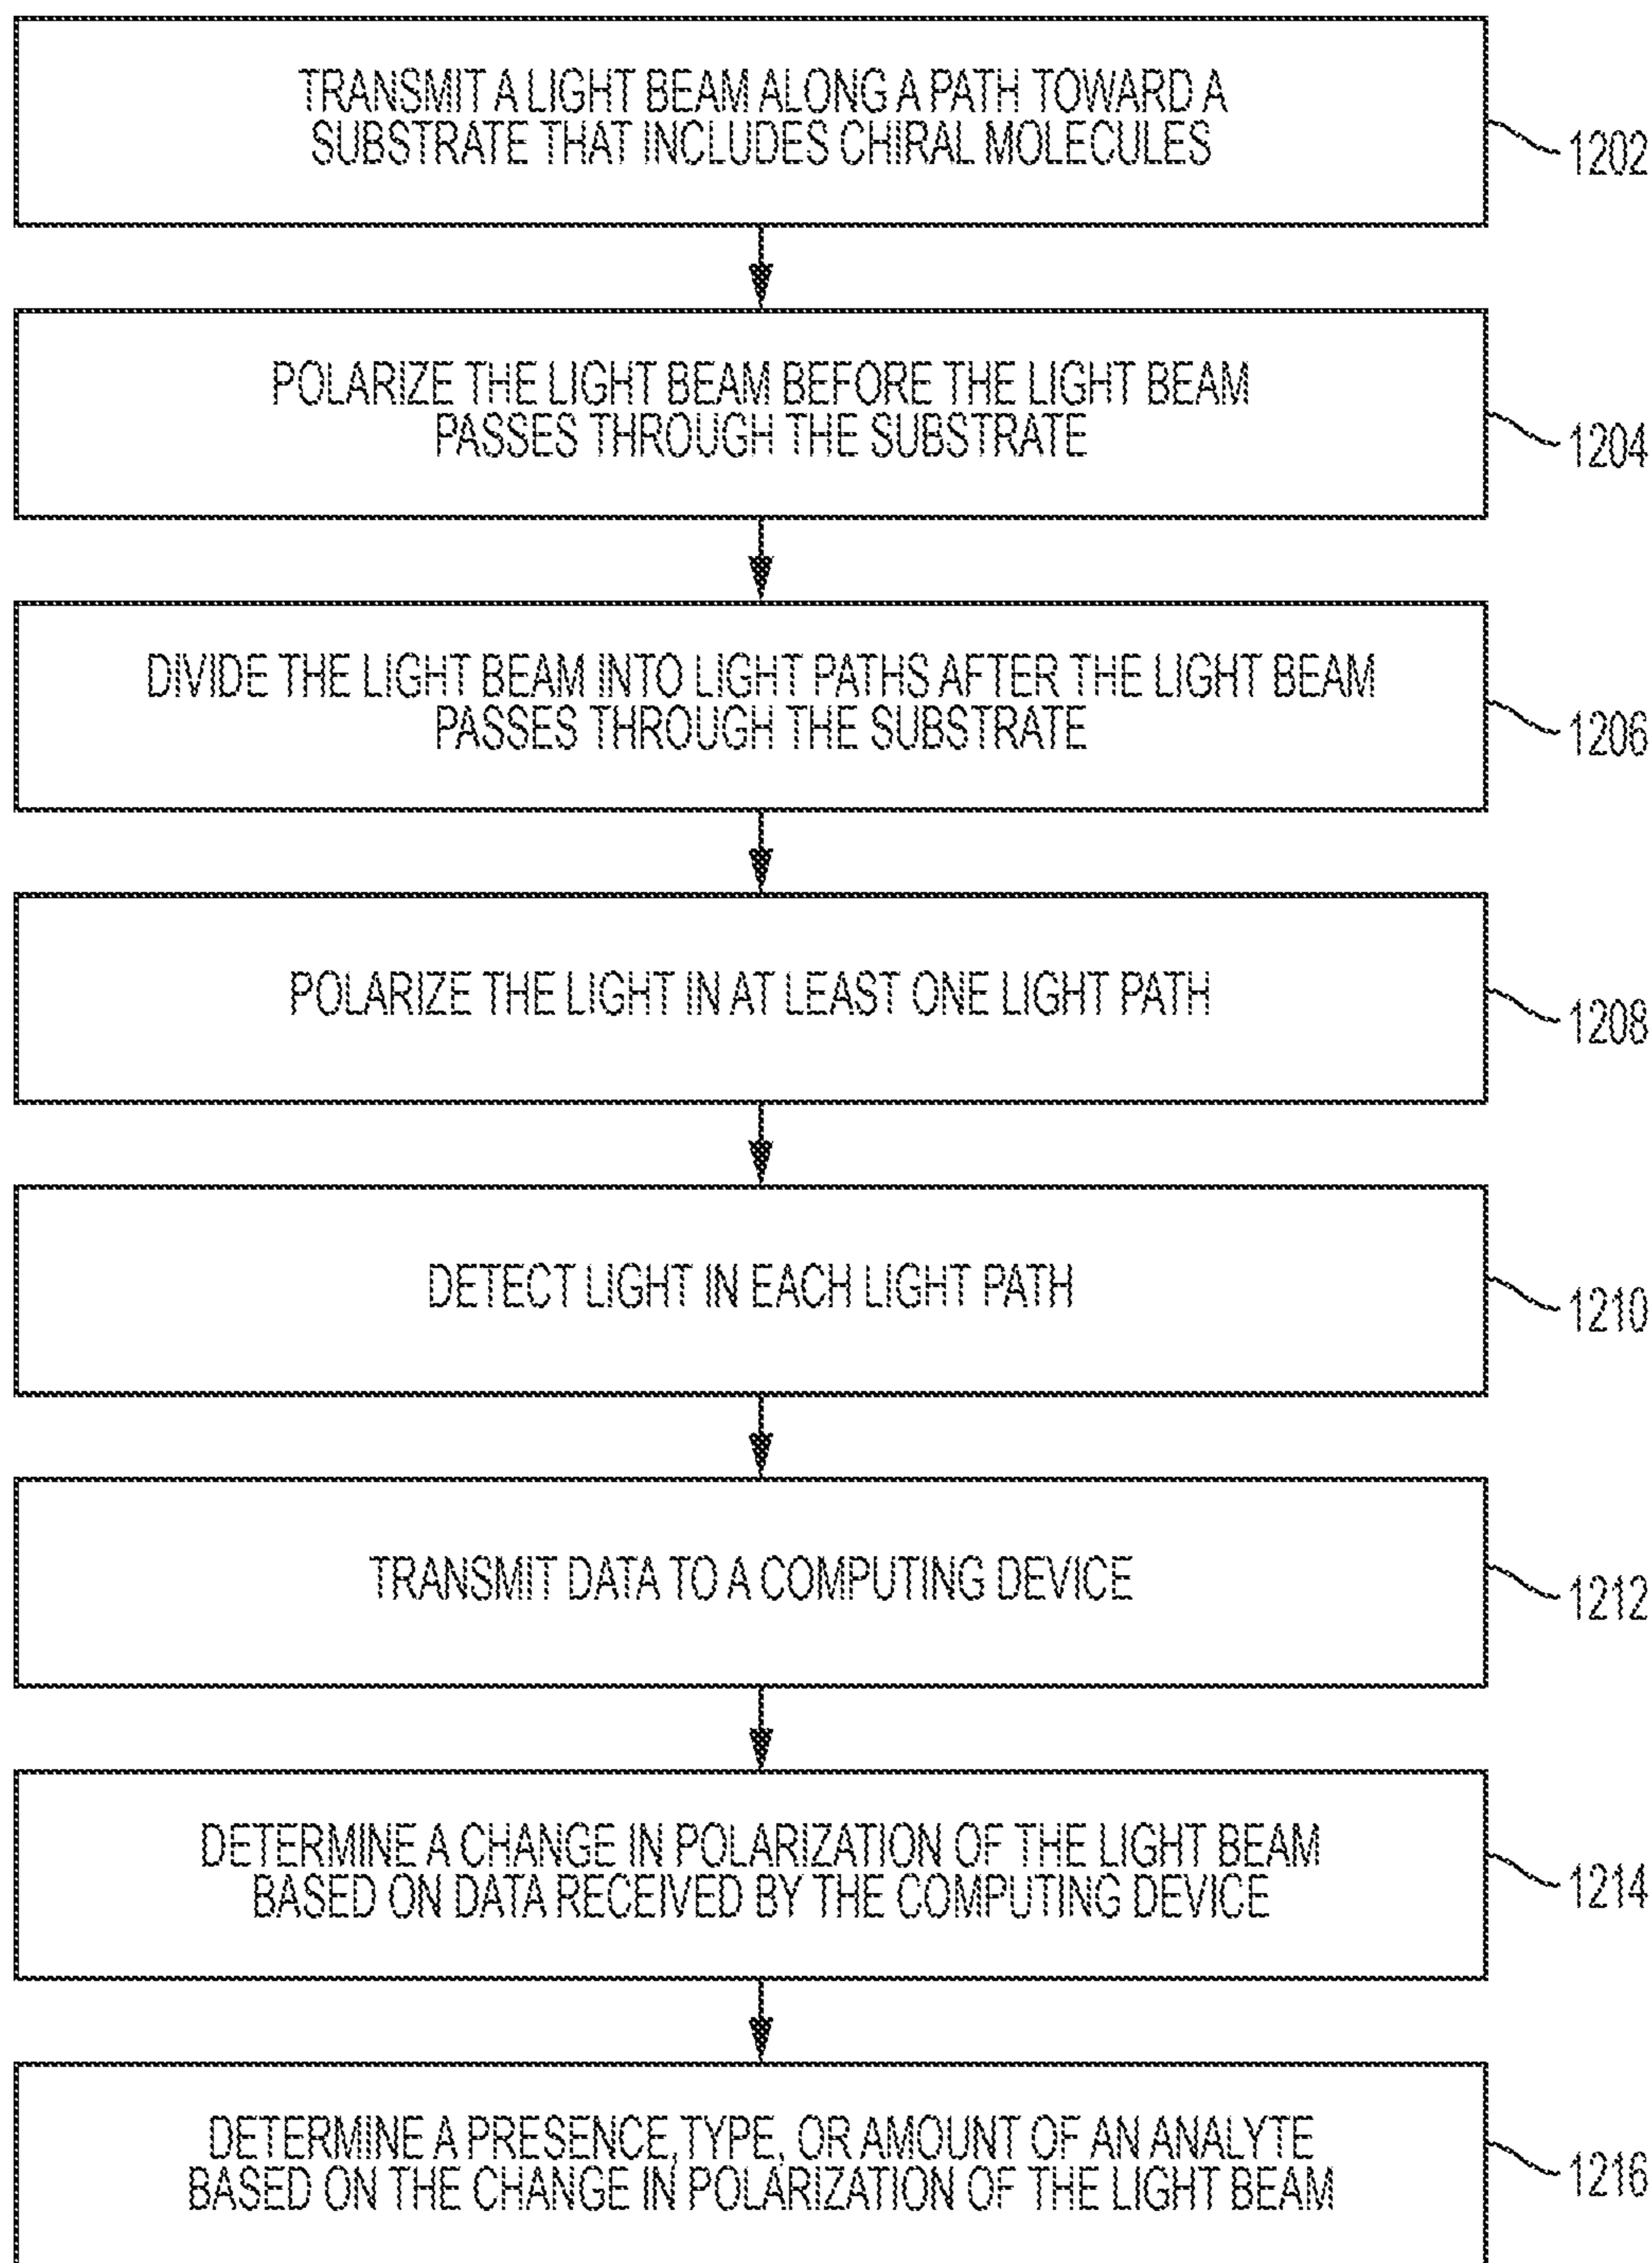 TRANSMIT A LIGHT BEAM ALONG A PATH TOWARD A
SUBSTRATE THAT INCLUDES CHIRAL MOLECULES
1202
POLARIZE THE LIGHT BEAM BEFORE THE LIGHT BEAM
PASSES THROUGH THE SUBSTRATE
1204
DIVIDE THE LIGHT BEAM INTO LIGHT PATHS AFTER THE LIGHT BEAM
PASSES THROUGH THE SUBSTRATE
1206
POLARIZE THE LIGHT IN AT LEAST ONE LIGHT PATH
1208
DETECT LIGHT IN EACH LIGHT PATH
1210
TRANSMIT DATA TO A COMPUTING DEVICE
1212
DETERMINE A CHANGE IN POLARIZATION OF THE LIGHT BEAM
BASED ON DATA RECEIVED BY THE COMPUTING DEVICE
1214
DETERMINE A PRESENCE, TYPE, OR AMOUNT OF AN ANALYTE
BASED ON THE CHANGE IN POLARIZATION OF THE LIGHT BEAM
1216